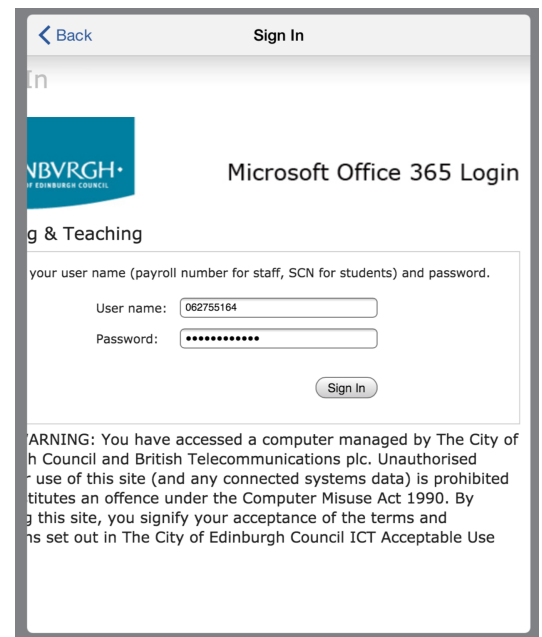 Back
Sign In
In
NBVRGH·
OF EDINBURGH COUNCIL
Microsoft Office 365 Login
g & Teaching
your user name (payroll number for staff, SCN for students) and password.
User name: 062755164
Password: ••••••••••••
Sign In
ARNING: You have accessed a computer managed by The City of
h Council and British Telecommunications plc. Unauthorised
r use of this site (and any connected systems data) is prohibited
titutes an offence under the Computer Misuse Act 1990. By
g this site, you signify your acceptance of the terms and
ns set out in The City of Edinburgh Council ICT Acceptable Use